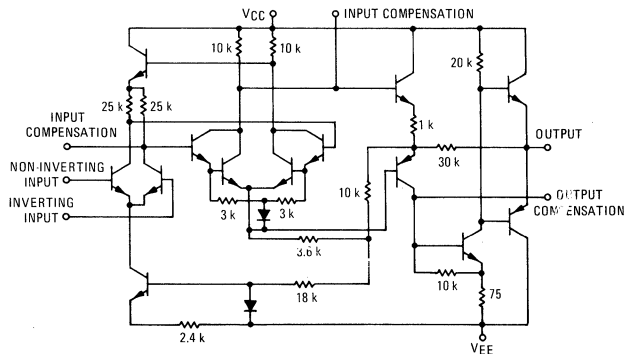 VCC
INPUT COMPENSATION
10 k
10 k
20 k
25 k
25 k
INPUT
COMPENSATION
1 k
OUTPUT
30 k
NON-INVERTING
INPUT
INVERTING
INPUT
10 k
OUTPUT
COMPENSATION
3 k
3 k
3.6 k
18 k
10 k
75
2.4 k
VEE